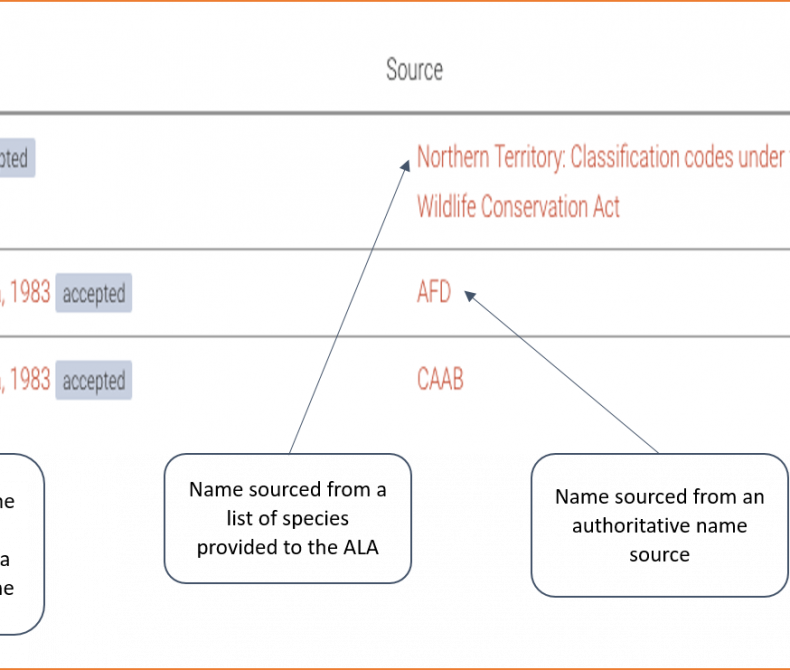 Source
pted
Northern Territory: Classification codes under
Wildlife Conservation Act
, 1983 accepted
AFD
, 1983 accepted
CAAB
ne
a
ne
Name sourced from a
list of species
provided to the ALA
Name sourced from an
authoritative name
source